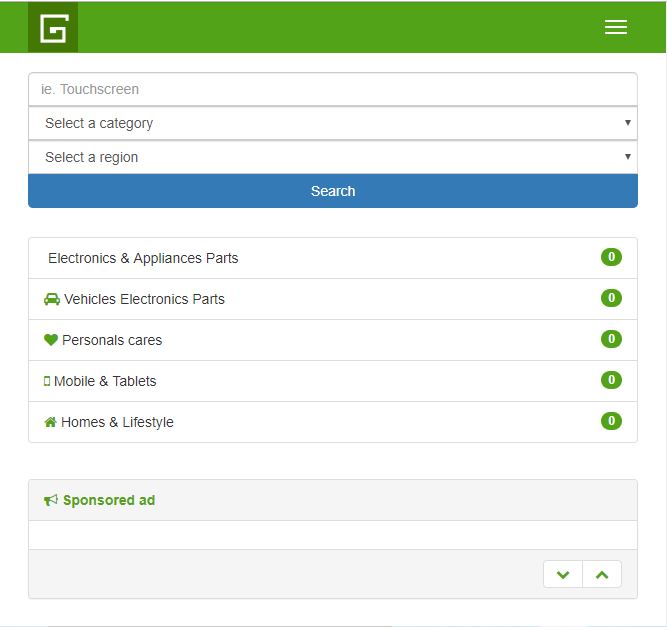 G
ie. Touchscreen
Select a category
Select a region
Search
Electronics & Appliances Parts 0
Vehicles Electronics Parts 0
Personals cares 0
Mobile & Tablets 0
Homes & Lifestyle 0
Sponsored ad